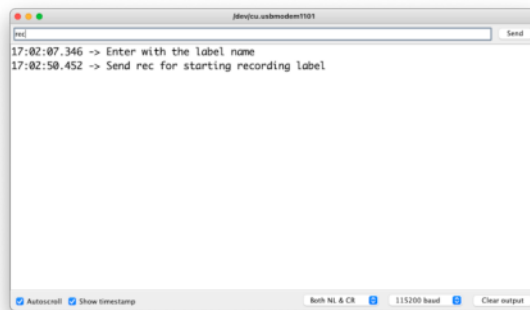 /dev/cu.usbmodem1101
rec
Send
17:02:07.346 -> Enter with the label name
17:02:50.452 -> Send rec for starting recording label
Autoscroll Show timestamp Both NL & CR 115200 baud Clear output